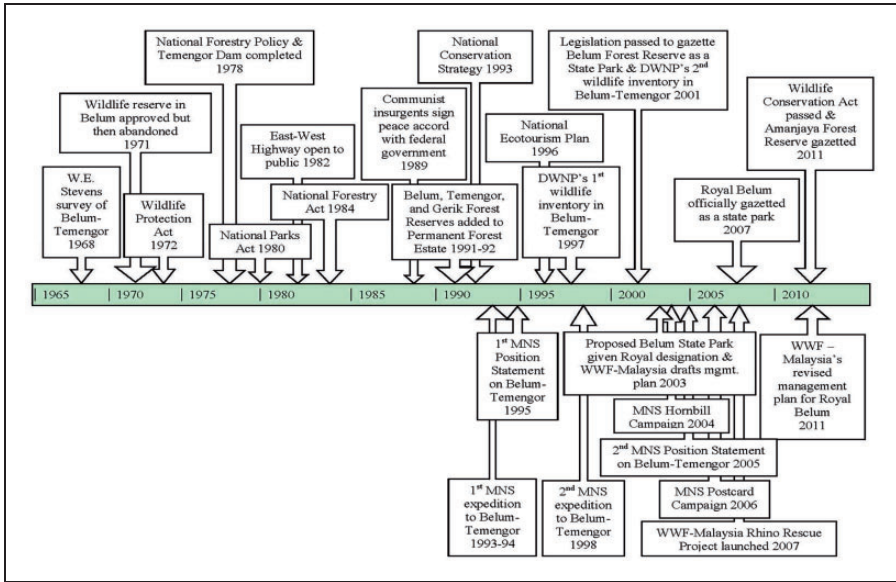 National Forestry Policy &
Temengor Dam completed
1978
National
Conservation
Strategy 1993
Legislation passed to gazette
Belum Forest Reserve as a
State Park & DWNP's 2nd
wildlife inventory in
Belum-Temengor 2001
Wildlife
Conservation Act
passed &
Amanjaya Forest
Reserve gazetted
2011
Wildlife reserve in
Belum approved but
then abandoned
1971
East-West
Highway open to
public 1982
Communist
insurgents sign
peace accord
with federal
government
1989
National
Ecotourism Plan
1996
W.E.
Stevens
survey of
Belum-
Temengor
1968
Wildlife
Protection
Act
1972
National Parks
Act 1980
National Forestry
Act 1984
Belum, Temengor,
and Gerik Forest
Reserves added to
Permanent Forest
Estate 1991-92
DWNP's 1st
wildlife
inventory in
Belum-
Temengor
1997
Royal Belum
officially gazetted
as a state park
2007
| 1965 | 1970 | 1975 | 1980 | 1985 | 1990 | 1995 | 2000 | 2005 | 2010
1st MNS
Position
Statement
on Belum-
Temengor
1995
Proposed Belum State Park
given Royal designation &
WWF-Malaysia drafts mgmt.
plan 2003
WWF –
Malaysia's
revised
management
plan for Royal
Belum
2011
MNS Hornbill
Campaign 2004
2nd MNS Position Statement
on Belum-Temengor 2005
1st MNS
expedition
to Belum-
Temengor
1993-94
2nd MNS
expedition
to Belum-
Temengor
1998
MNS Postcard
Campaign 2006
WWF-Malaysia Rhino Rescue
Project launched 2007